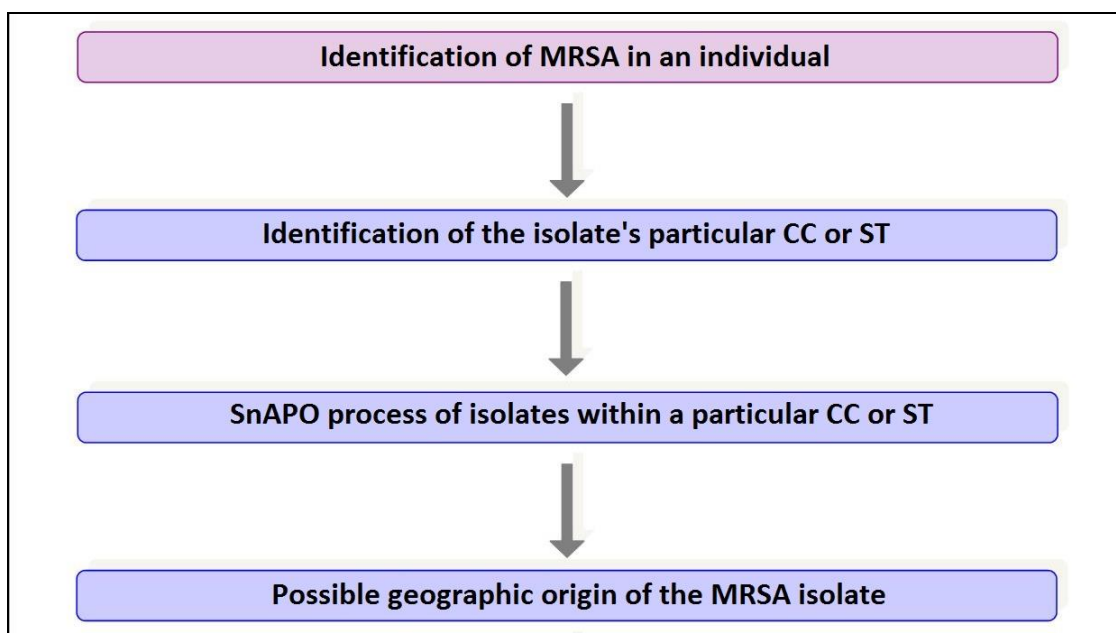 Identification of MRSA in an individual
Identification of the isolate's particular CC or ST
SnAPO process of isolates within a particular CC or ST
Possible geographic origin of the MRSA isolate